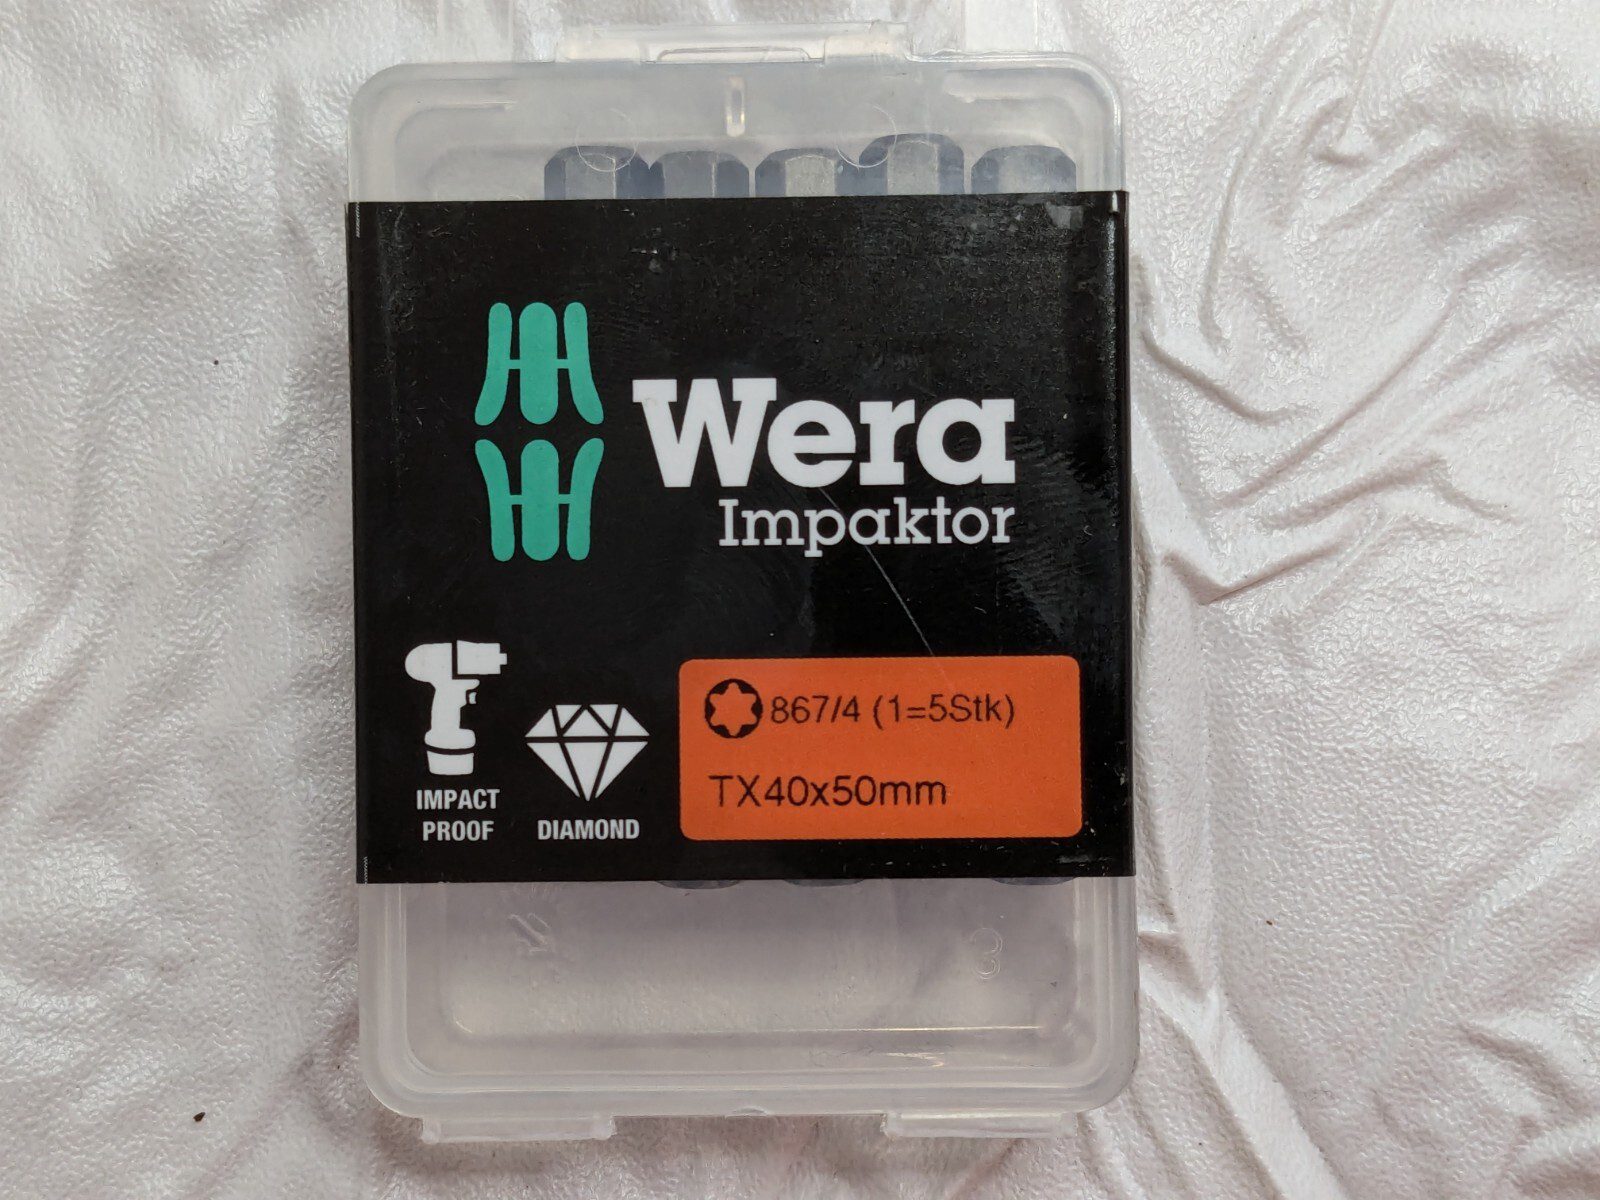 Wera
Impaktor
IMPACT
PROOF
DIAMOND
867/4 (1=5Stk)
TX40x50mm